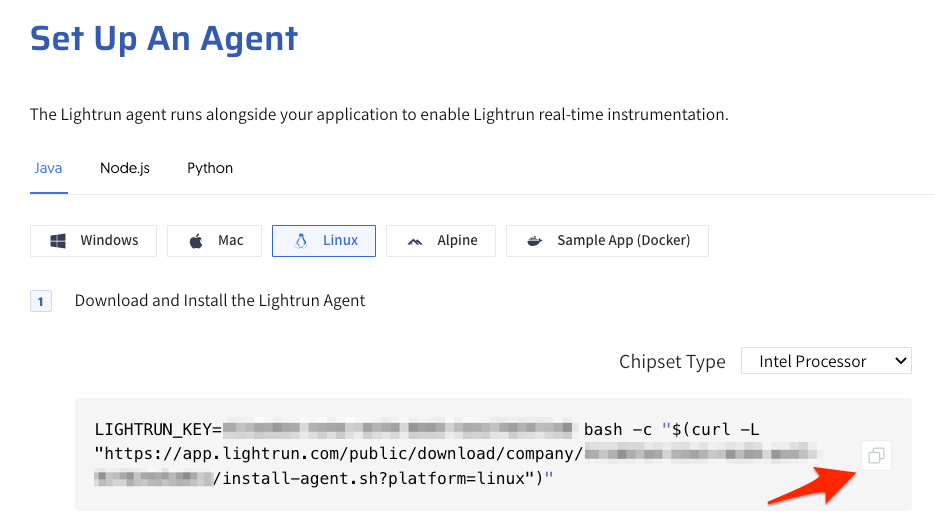 Set Up An Agent
The Lightrun agent runs alongside your application to enable Lightrun real-time instrumentation.
Java Node.js Python
Windows Mac Linux Alpine Sample App (Docker)
1 Download and Install the Lightrun Agent
Chipset Type Intel Processor
LIGHTRUN_KEY= bash -c "$(curl -L
"https://app.lightrun.com/public/download/company/
/install-agent.sh?platform=linux")"